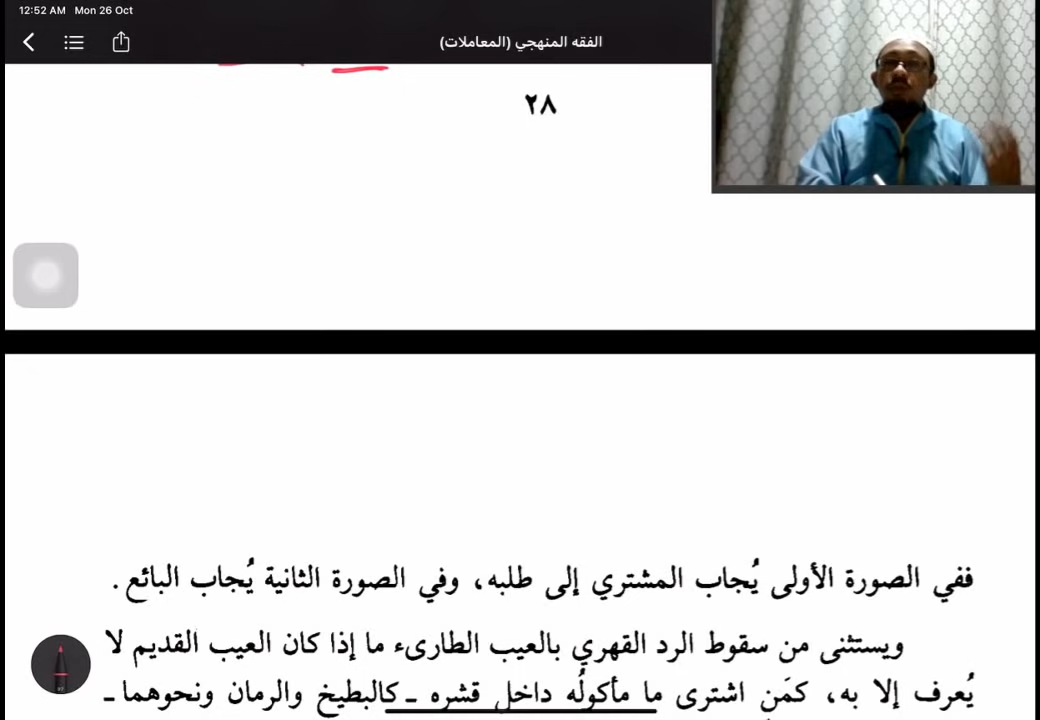 12:52 AM Mon 26 Oct
الفقه المنهجي (المعاملات)
٢٨
ففي الصورة الأولى يُجاب المشتري إلى طلبه، وفي الصورة الثانية يُجاب البائع.
ويستثنى من سقوط الرد القهري بالعيب الطارىء ما إذا كان العيب القديم لا
يُعرف إلا به، كمَن اشترى ما مأكولُه داخل قشره ـ كالبطيخ والرمان ونحوهما ـ